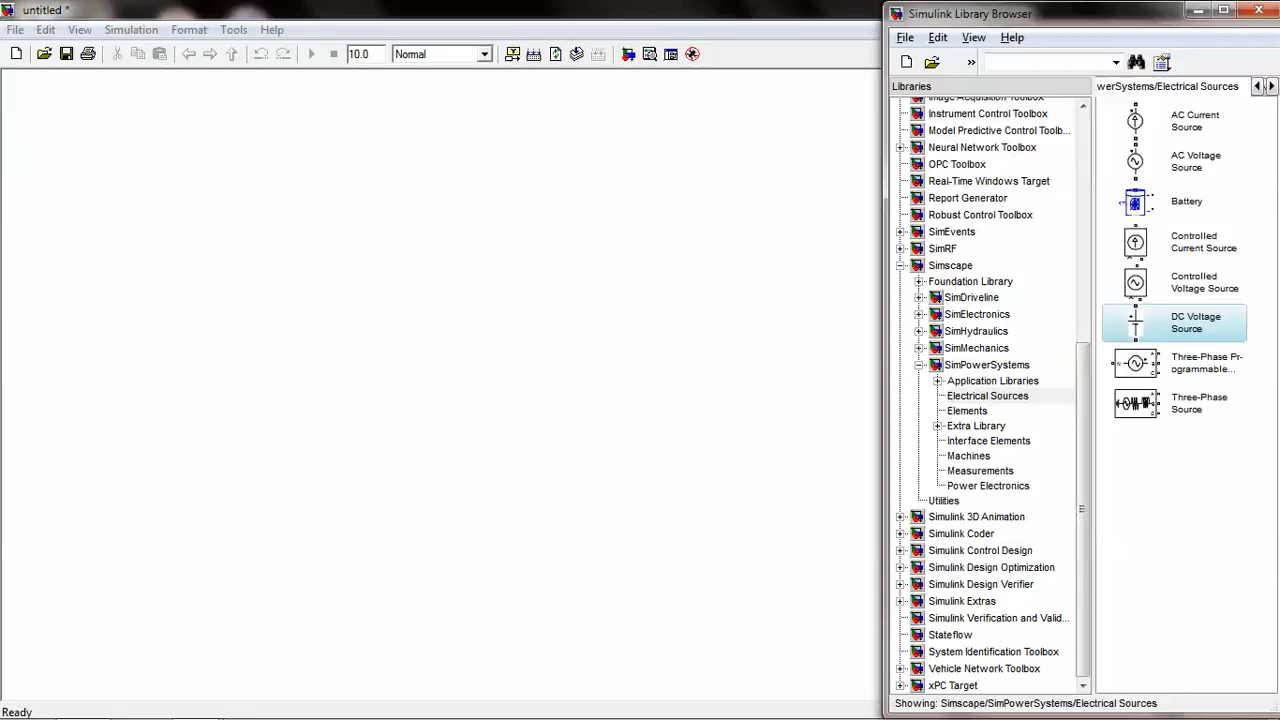 untitled *
File Edit View Simulation Format Tools Help
10.0 Normal
Ready
Simulink Library Browser
File Edit View Help
Libraries
werSystems/Electrical Sources
Image Acquisition Toolbox
Instrument Control Toolbox
Model Predictive Control Toolb...
Neural Network Toolbox
OPC Toolbox
Real-Time Windows Target
Report Generator
Robust Control Toolbox
SimEvents
SimRF
Simscape
Foundation Library
SimDriveline
SimElectronics
SimHydraulics
SimMechanics
SimPowerSystems
Application Libraries
Electrical Sources
Elements
Extra Library
Interface Elements
Machines
Measurements
Power Electronics
Utilities
Simulink 3D Animation
Simulink Coder
Simulink Control Design
Simulink Design Optimization
Simulink Design Verifier
Simulink Extras
Simulink Verification and Valid...
Stateflow
System Identification Toolbox
Vehicle Network Toolbox
xPC Target
AC Current
Source
AC Voltage
Source
Battery
Controlled
Current Source
Controlled
Voltage Source
DC Voltage
Source
Three-Phase Pr-
ogrammable...
Three-Phase
Source
Showing: Simscape/SimPowerSystems/Electrical Sources